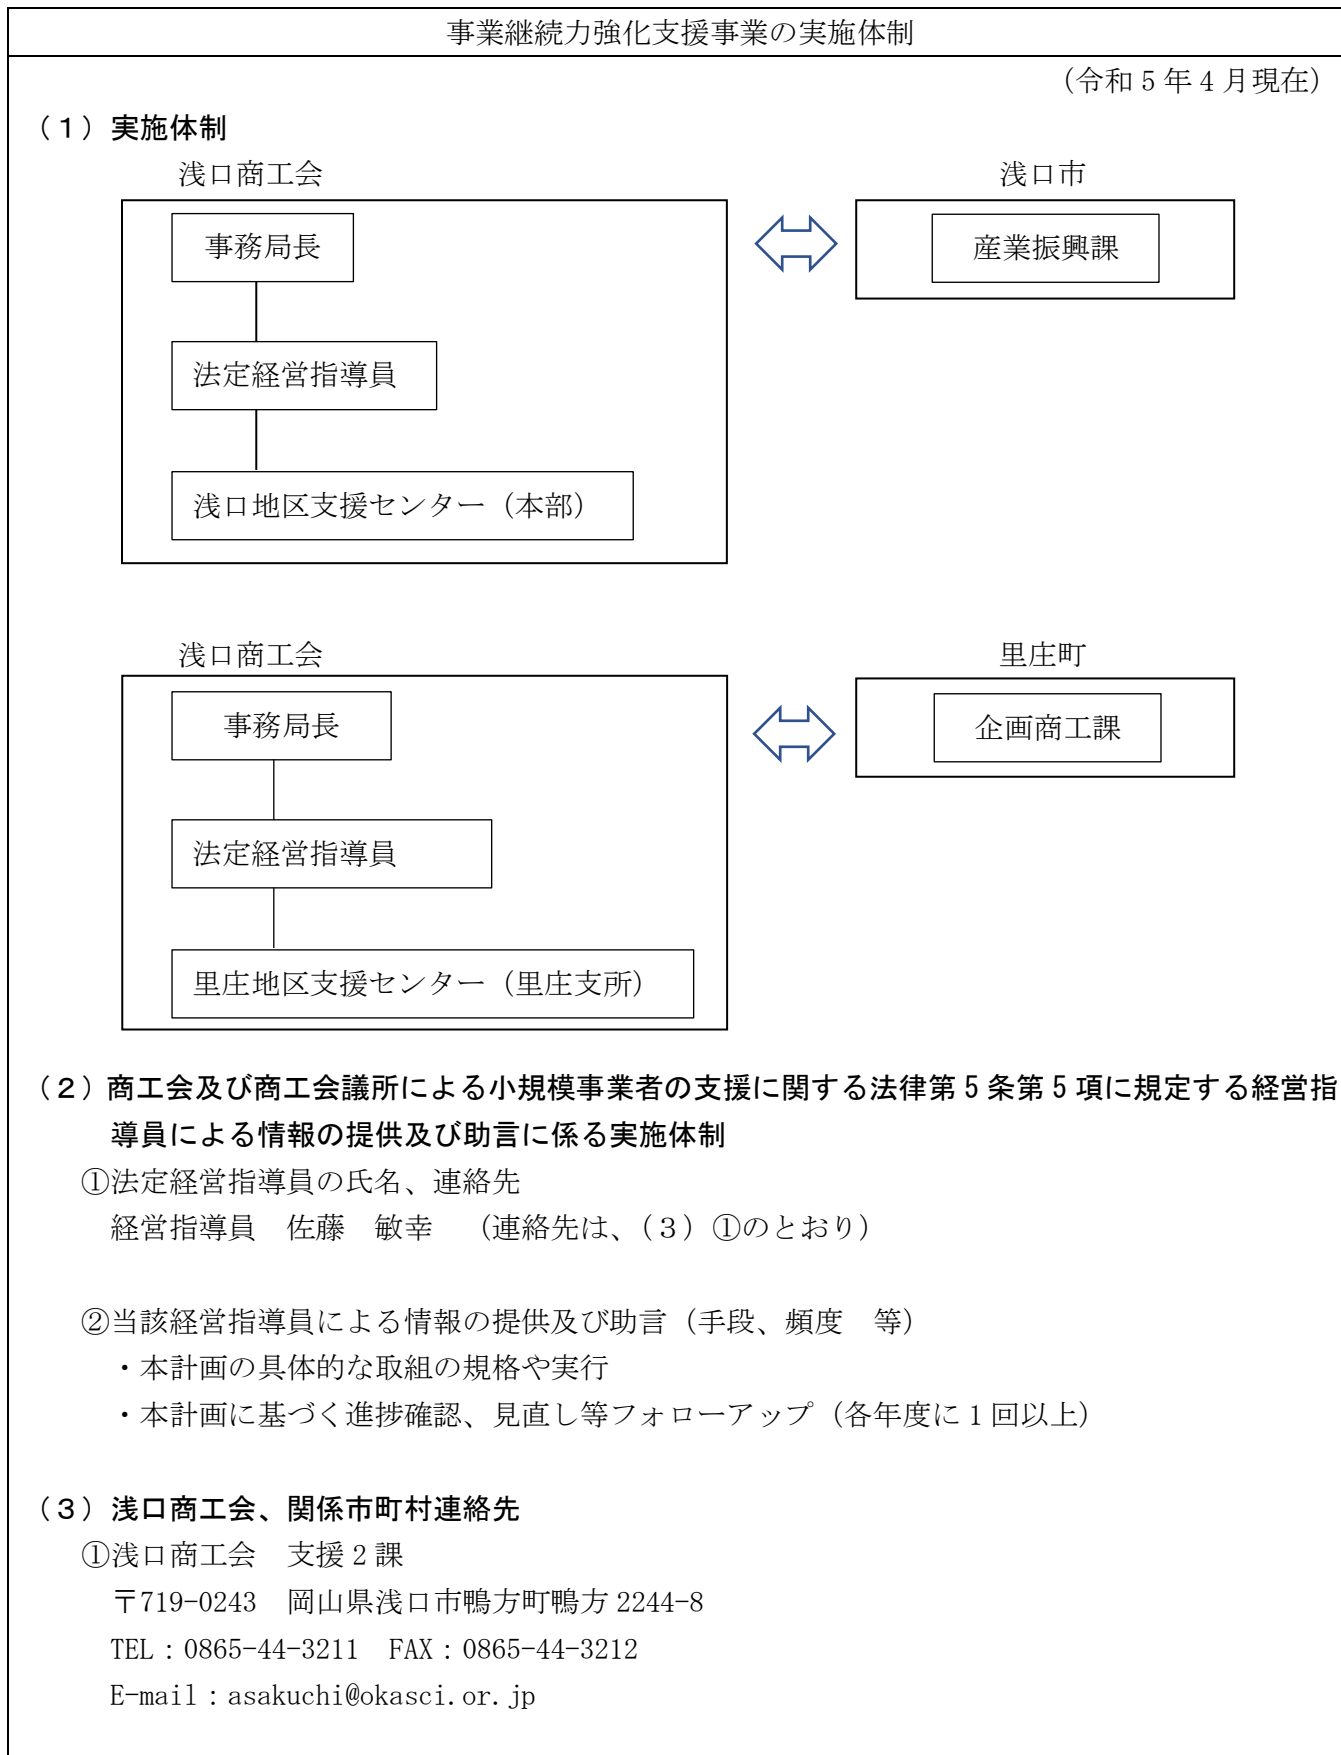 事業継続力強化支援事業の実施体制
（令和 5 年 4 月現在）
（１）実施体制
浅口商工会
浅口市
事務局長
産業振興課
法定経営指導員
浅口地区支援センター（本部）
浅口商工会
里庄町
事務局長
企画商工課
法定経営指導員
里庄地区支援センター（里庄支所）
（２）商工会及び商工会議所による小規模事業者の支援に関する法律第５条第５項に規定する経営指
導員による情報の提供及び助言に係る実施体制
①法定経営指導員の氏名、連絡先
経営指導員　佐藤　敏幸　（連絡先は、（３）①のとおり）
②当該経営指導員による情報の提供及び助言（手段、頻度　等）
・本計画の具体的な取組の規格や実行
・本計画に基づく進捗確認、見直し等フォローアップ（各年度に 1 回以上）
（３）浅口商工会、関係市町村連絡先
①浅口商工会　支援 2 課
〒719-0243　岡山県浅口市鴨方町鴨方 2244-8
TEL：0865-44-3211　FAX：0865-44-3212
E-mail：asakuchi@okasci.or.jp